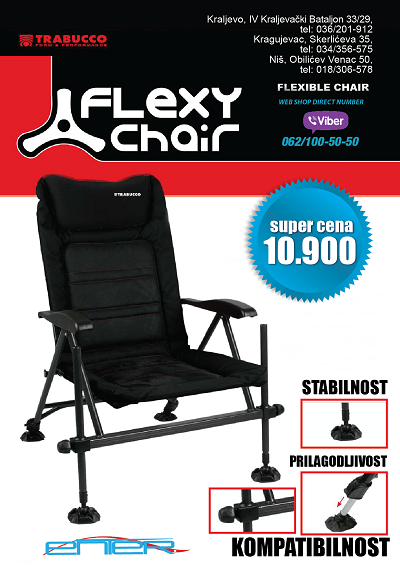 TRABUCCO
FORM & PERFORMANCE
Kraljevo, IV Kraljevački Bataljon 33/29,
tel: 036/201-912
Kragujevac, Skerlićeva 35,
tel: 034/356-575
Niš, Obilićev Venac 50,
tel: 018/306-578
FLEXIBLE CHAIR
WEB SHOP DIRECT NUMBER
Viber
062/100-50-50
FLEXY
Chair
TRABUCCO
super cena
10.900
STABILNOST
PRILAGODLJIVOST
KOMPATIBILNOST
enter